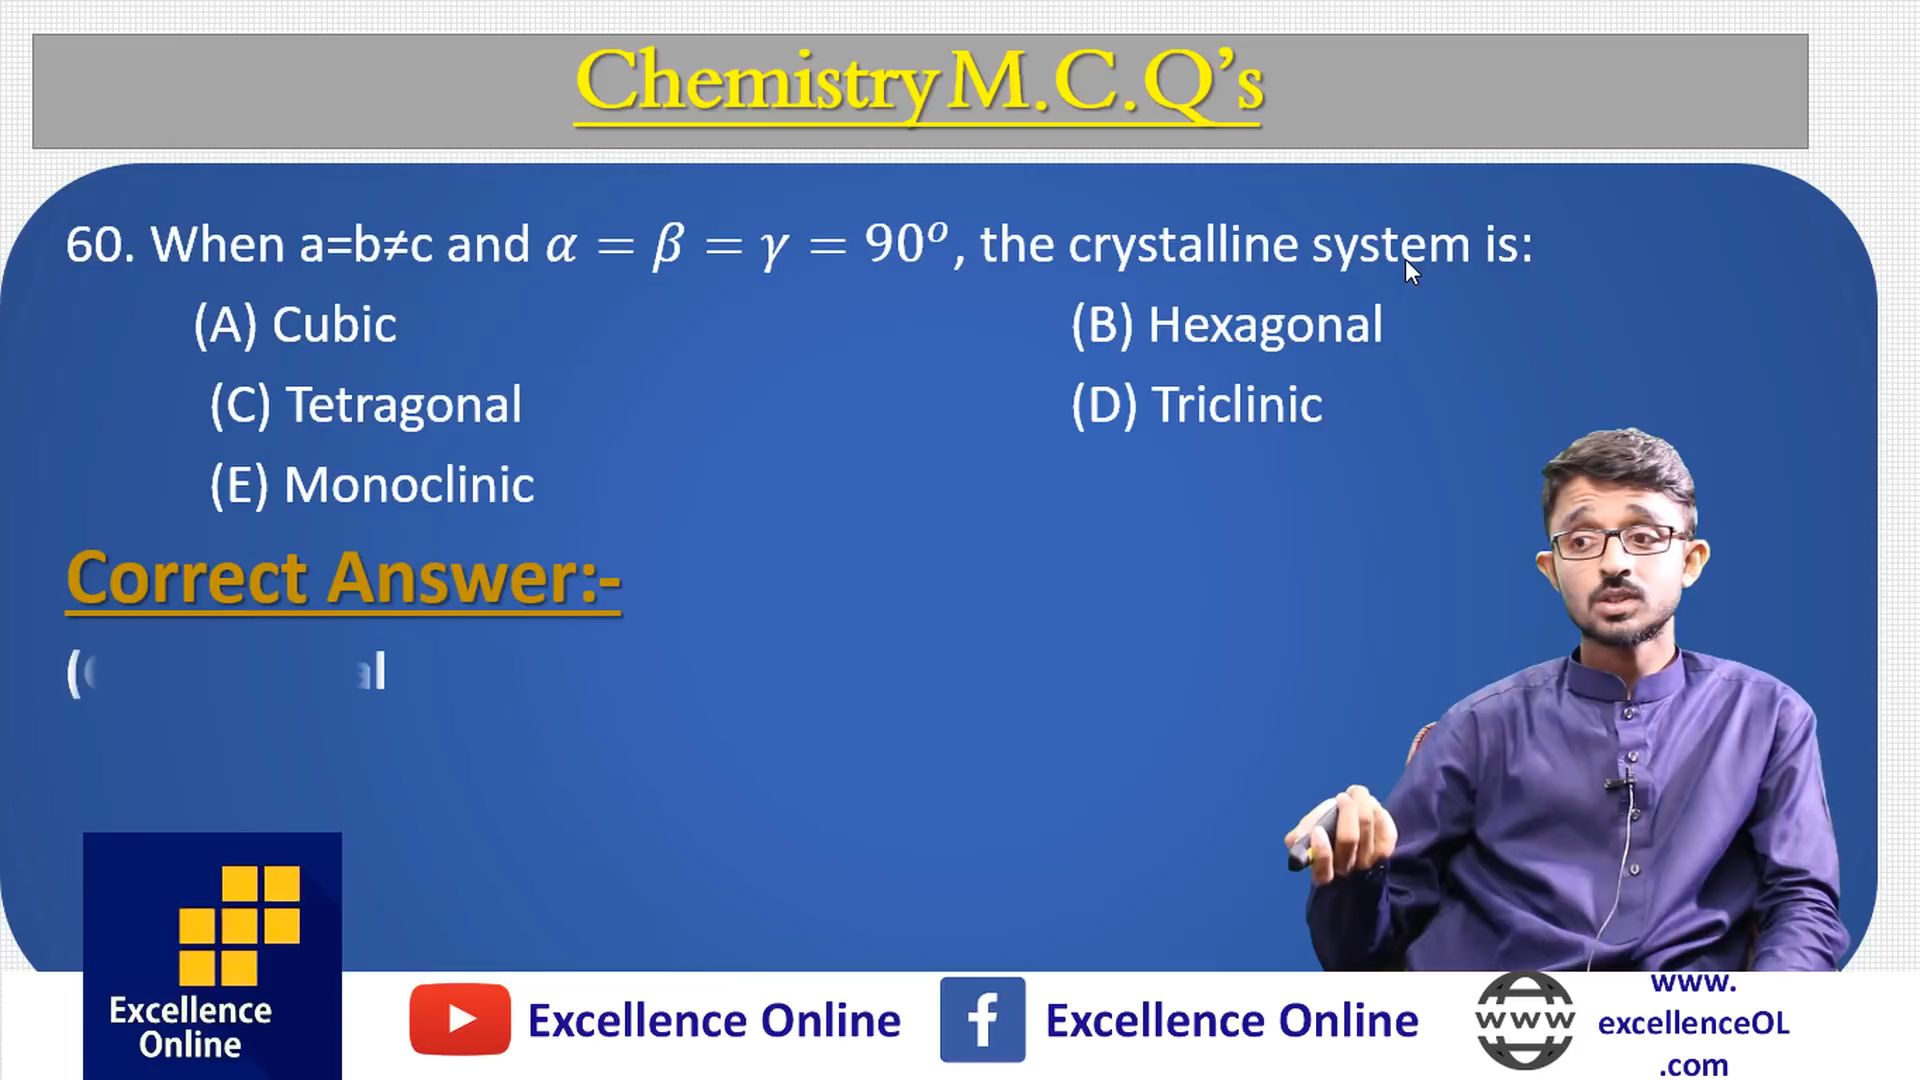 Chemistry M.C.Q's
60. When a=b≠c and α = β = γ = 90°, the crystalline system is:
(A) Cubic (B) Hexagonal
(C) Tetragonal (D) Triclinic
(E) Monoclinic
Correct Answer:-
Excellence
Online
Excellence Online
Excellence Online
www
www.
excellenceOL
.com